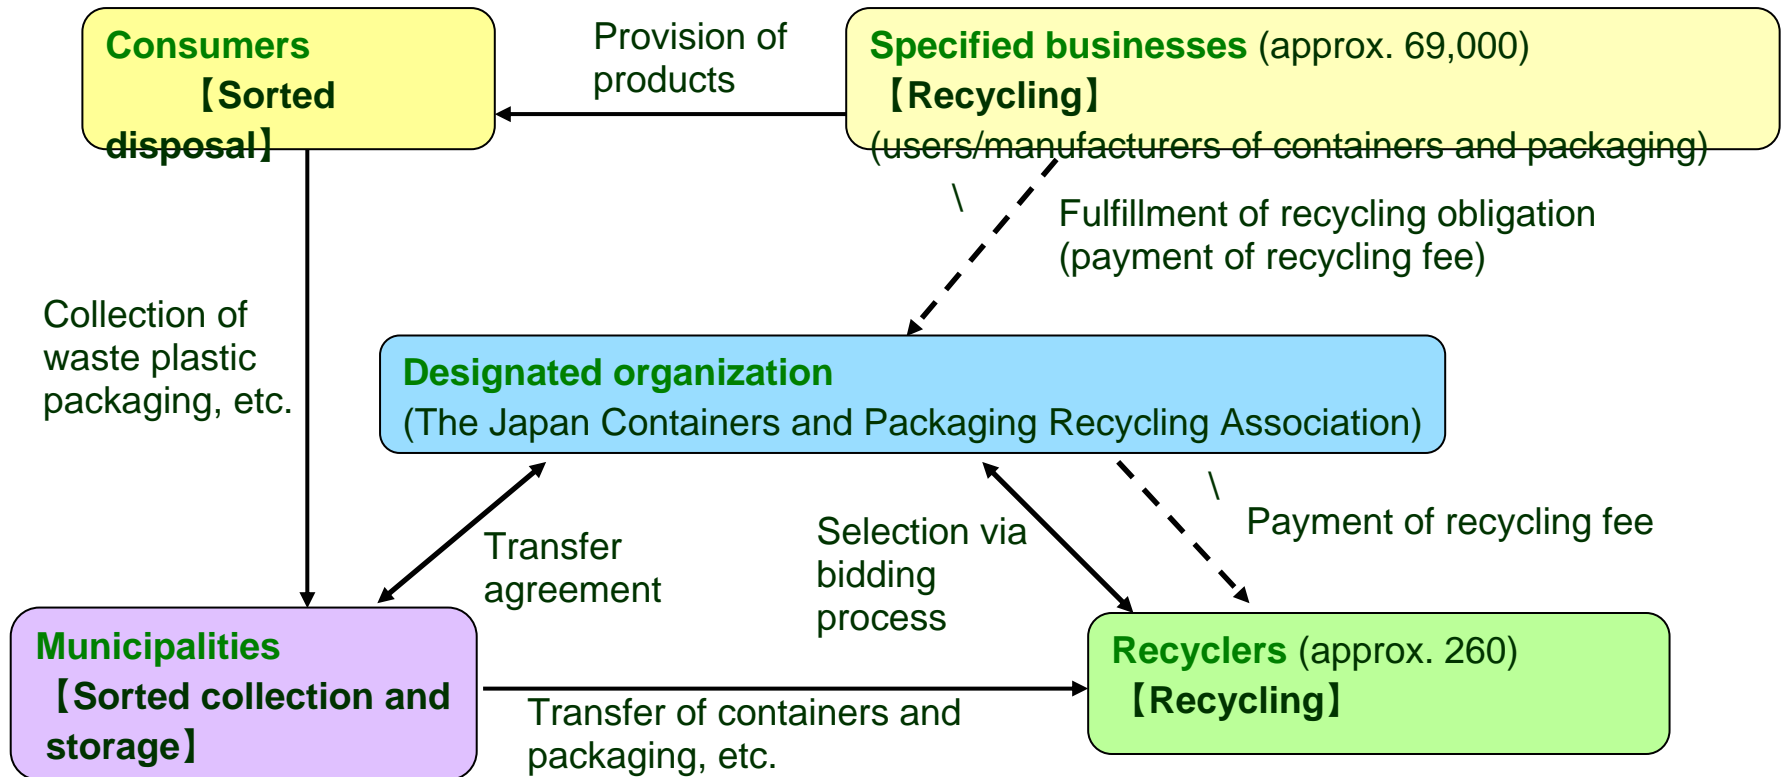 Consumers
【Sorted
disposal】
Provision of
products
Specified businesses (approx. 69,000)
【Recycling】
(users/manufacturers of containers and packaging)
\
Fulfillment of recycling obligation
(payment of recycling fee)
Collection of
waste plastic
packaging, etc.
Designated organization
(The Japan Containers and Packaging Recycling Association)
Transfer
agreement
Selection via
bidding
process
\
Payment of recycling fee
Municipalities
【Sorted collection and
storage】
Transfer of containers and
packaging, etc.
Recyclers (approx. 260)
【Recycling】